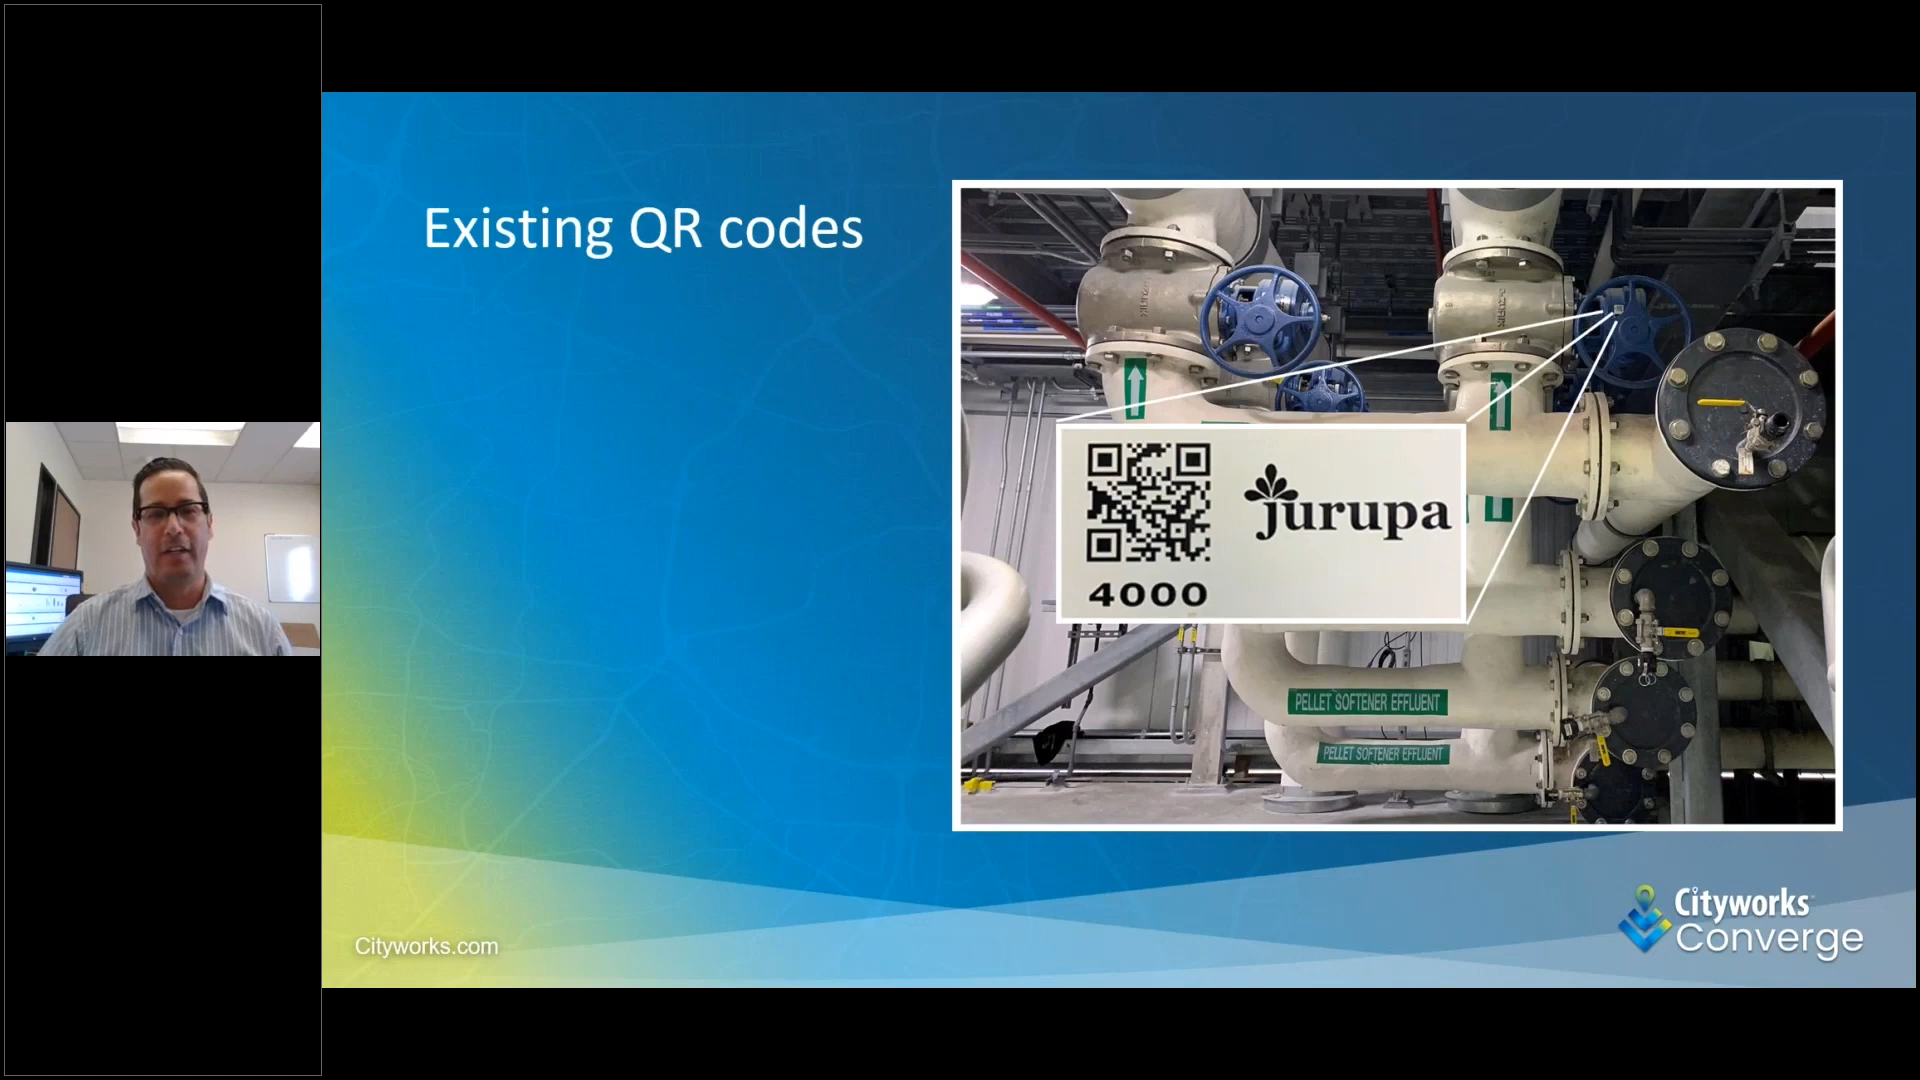 Existing QR codes
jurupa
4000
PELLET SOFTENER EFFLUENT
PELLET SOFTENER EFFLUENT
Cityworks.com
Cityworks
Converge